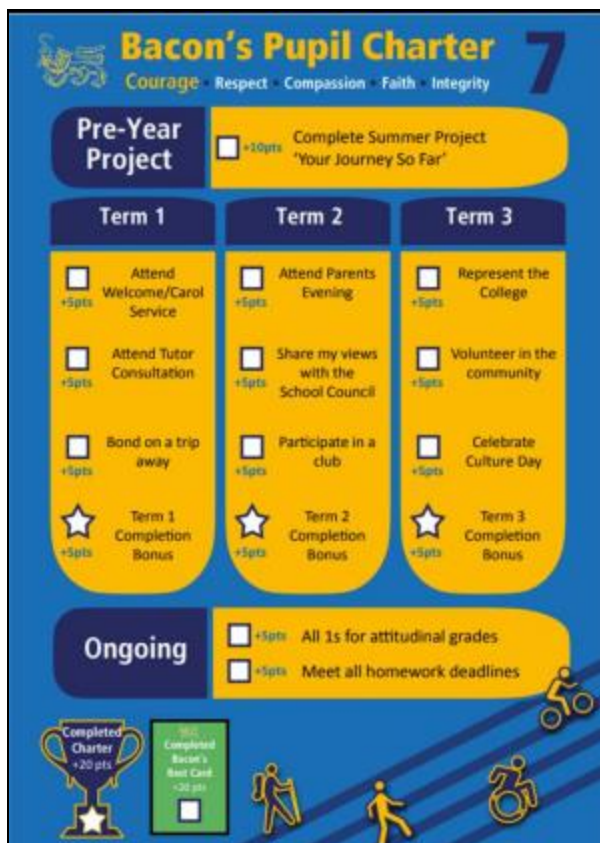 Bacon's Pupil Charter
7
Courage • Respect • Compassion • Faith • Integrity
Pre-Year
Project
+10pts
Complete Summer Project
'Your Journey So Far'
Term 1
Attend
Welcome/Carol
Service
+5pts
Attend Tutor
Consultation
+5pts
Bond on a trip
away
+5pts
Term 1
Completion
Bonus
+5pts
Term 2
Attend Parents
Evening
+5pts
Share my views
with the
School Council
+5pts
Participate in a
club
+5pts
Term 2
Completion
Bonus
+5pts
Term 3
Represent the
College
+5pts
Volunteer in the
community
+5pts
Celebrate
Culture Day
+5pts
Term 3
Completion
Bonus
+5pts
Ongoing
+5pts All 1s for attitudinal grades
+5pts Meet all homework deadlines
Completed
Charter
+20 pts
Completed
Bacon's
Best Card
+20 pts